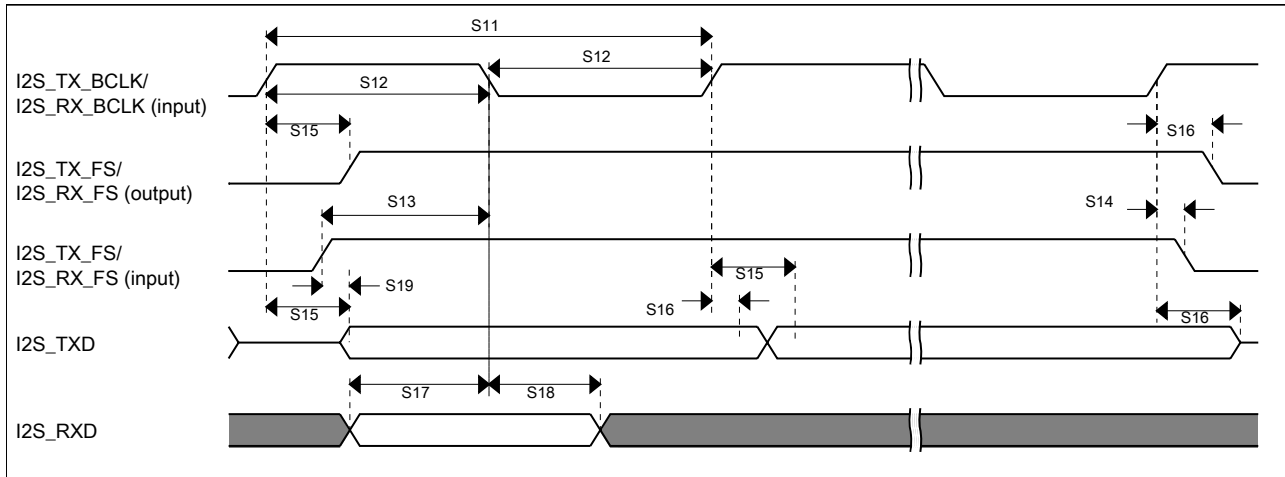 S11
I2S_TX_BCLK/
I2S_RX_BCLK (input)
S12
S12
S15
S16
I2S_TX_FS/
I2S_RX_FS (output)
S13
S14
I2S_TX_FS/
I2S_RX_FS (input)
S19
S15
S15
S16
S16
I2S_TXD
S17
S18
I2S_RXD